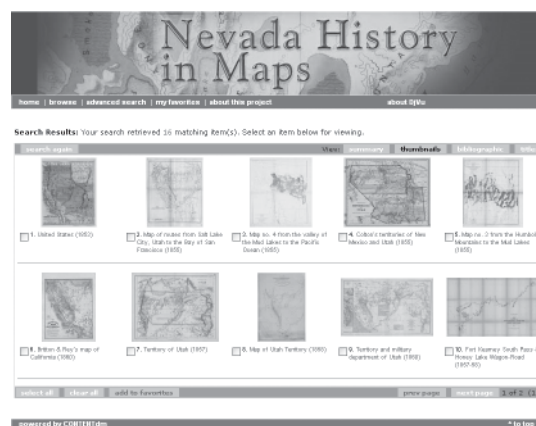 Nevada History
in Maps
home | browse | advanced search | my favorites | about this project about DjVu
Search Results: Your search retrieved 16 matching item(s). Select an item below for viewing.
search again View: summary thumbnails bibliographic
1. United States (1852)
2. Map of routes from Salt Lake
City, Utah to the Bay of San
Francisco (1855)
3. Map no. 4 from the valley of
the Mud Lakes to the Pacific
Ocean (1855)
4. Colton's territories of New
Mexico and Utah (1855)
5. Map no. 3 from the
Mountains to the Mud Lakes
(1855)
6. Britton & Rey's map of
California (1860)
7. Territory of Utah (1857)
8. Map of Utah Territory (1860)
9. Territory and military
department of Utah (1860)
10. Fort Kearney South Pass
Honey Lake Wagon-Road
(1857-60)
select all clear all add to favorites prev page next page 1 of 2
powered by CONTENTdm ^ to top